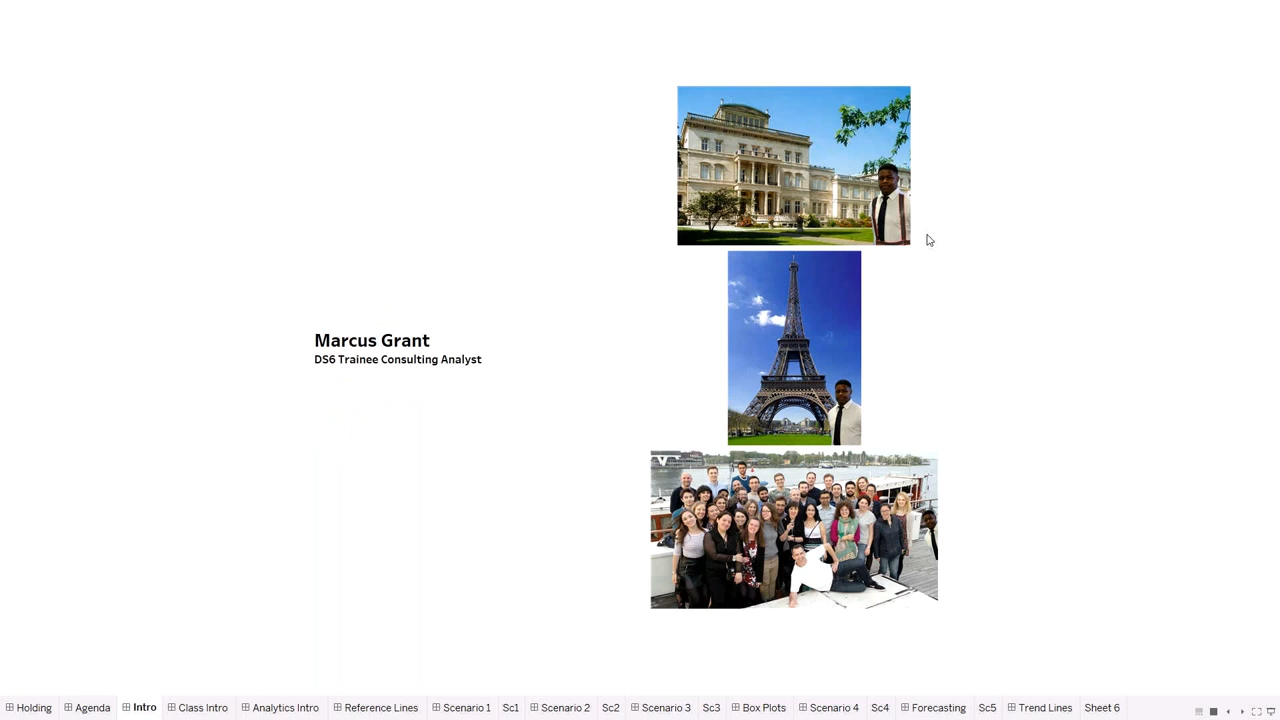 Marcus Grant
DS6 Trainee Consulting Analyst
Holding
Agenda
Intro
Class Intro
Analytics Intro
Reference Lines
Scenario 1
Sc1
Scenario 2
Sc2
Scenario 3
Sc3
Box Plots
Scenario 4
Sc4
Forecasting
Sc5
Trend Lines
Sheet 6